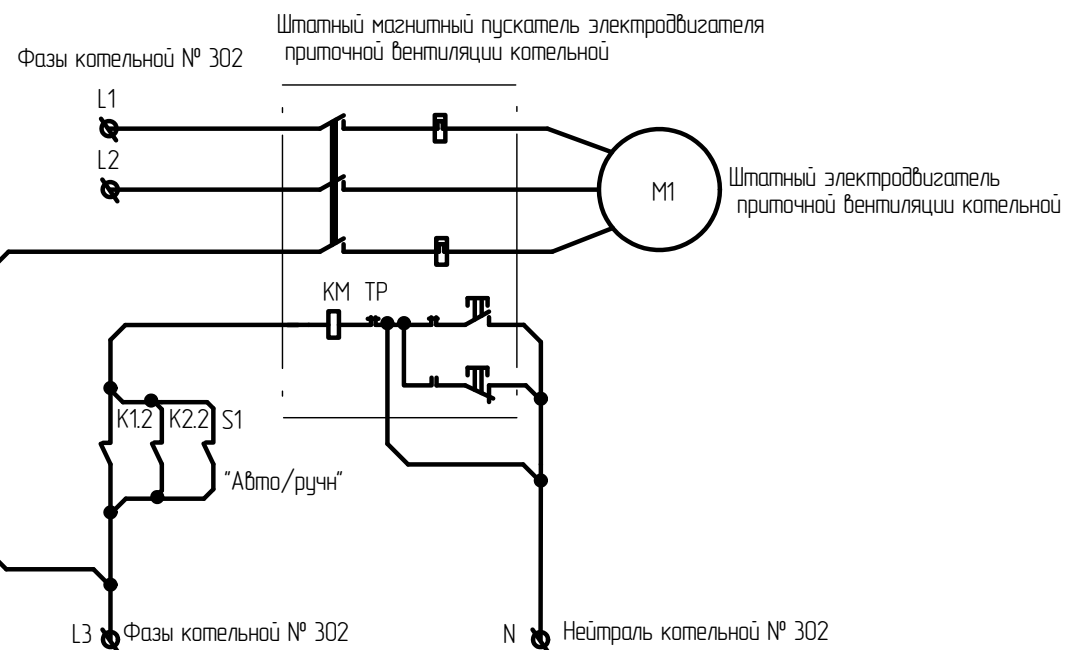 Штатный магнитный пускатель электродвигателя
приточной вентиляции котельной
Фазы котельной № 302
L1
L2
M1
Штатный электродвигатель
приточной вентиляции котельной
КМ ТР
К1.2 К2.2 S1
"Авто/ручн"
L3 Фазы котельной № 302
N Нейтраль котельной № 302